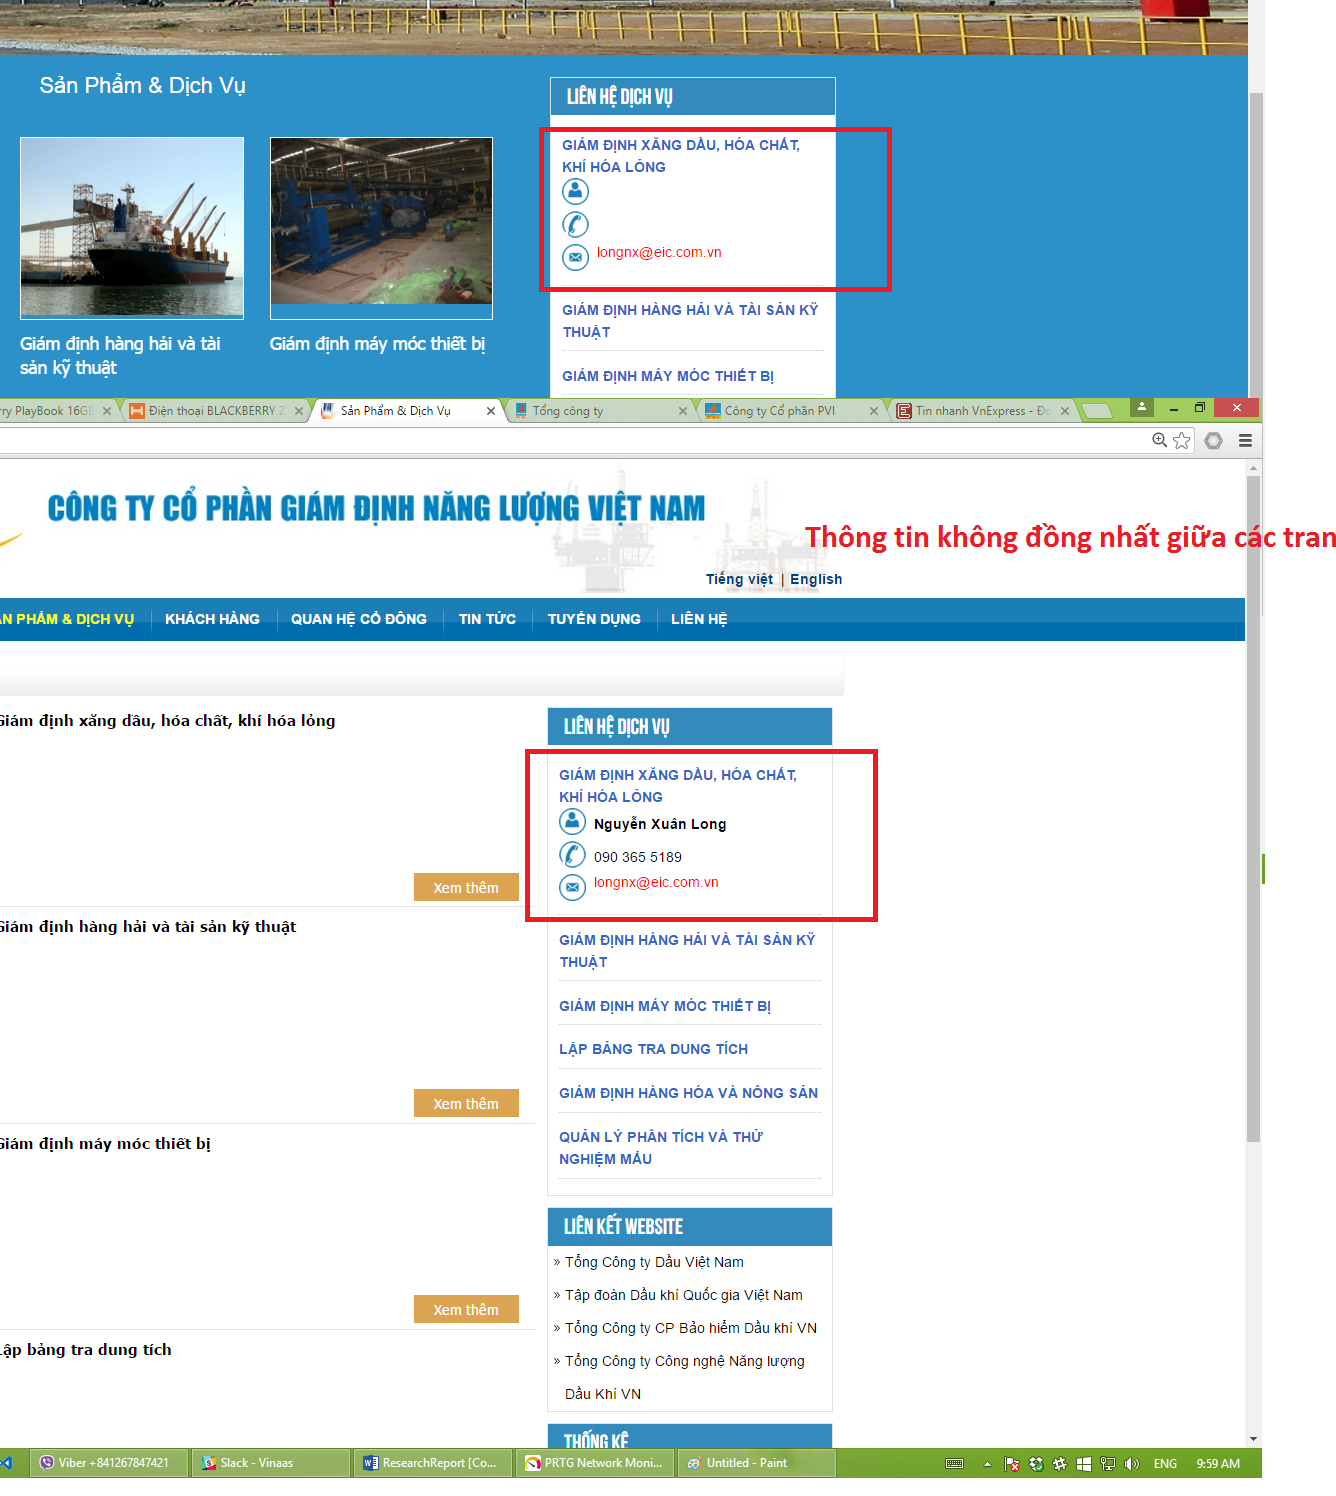 Sản Phẩm & Dịch Vụ
LIÊN HỆ DỊCH VỤ
GIÁM ĐỊNH XĂNG DẦU, HÓA CHẤT,
KHÍ HÓA LỎNG
longnx@eic.com.vn
GIÁM ĐỊNH HÀNG HẢI VÀ TÀI SẢN KỸ
THUẬT
GIÁM ĐỊNH MÁY MÓC THIẾT BỊ
Giám định hàng hải và tài
sản kỹ thuật
Giám định máy móc thiết bị
rry PlayBook 16GB
Điện thoại BLACKBERRY Z
Sản Phẩm & Dịch Vụ
Tổng công ty
Công ty Cổ phần PVI
Tin nhanh VnExpress - Đọ
CÔNG TY CỔ PHẦN GIÁM ĐỊNH NĂNG LƯỢNG VIỆT NAM
Thông tin không đồng nhất giữa các tran
Tiếng việt | English
ẢN PHẨM & DỊCH VỤ
KHÁCH HÀNG
QUAN HỆ CỔ ĐÔNG
TIN TỨC
TUYỂN DỤNG
LIÊN HỆ
Giám định xăng dầu, hóa chất, khí hóa lỏng
Xem thêm
Giám định hàng hải và tài sản kỹ thuật
Xem thêm
Giám định máy móc thiết bị
Xem thêm
Lập bảng tra dung tích
LIÊN HỆ DỊCH VỤ
GIÁM ĐỊNH XĂNG DẦU, HÓA CHẤT,
KHÍ HÓA LỎNG
Nguyễn Xuân Long
090 365 5189
longnx@eic.com.vn
GIÁM ĐỊNH HÀNG HẢI VÀ TÀI SẢN KỸ
THUẬT
GIÁM ĐỊNH MÁY MÓC THIẾT BỊ
LẬP BẢNG TRA DUNG TÍCH
GIÁM ĐỊNH HÀNG HÓA VÀ NÔNG SẢN
QUẢN LÝ PHÂN TÍCH VÀ THỬ
NGHIỆM MẪU
LIÊN KẾT WEBSITE
» Tổng Công ty Dầu Việt Nam
» Tập đoàn Dầu khí Quốc gia Việt Nam
» Tổng Công ty CP Bảo hiểm Dầu khí VN
» Tổng Công ty Công nghệ Năng lượng
Dầu Khí VN
THỐNG KÊ
Viber +841267847421
Slack - Vinaas
ResearchReport [Co...
PRTG Network Moni...
Untitled - Paint
ENG
9:59 AM